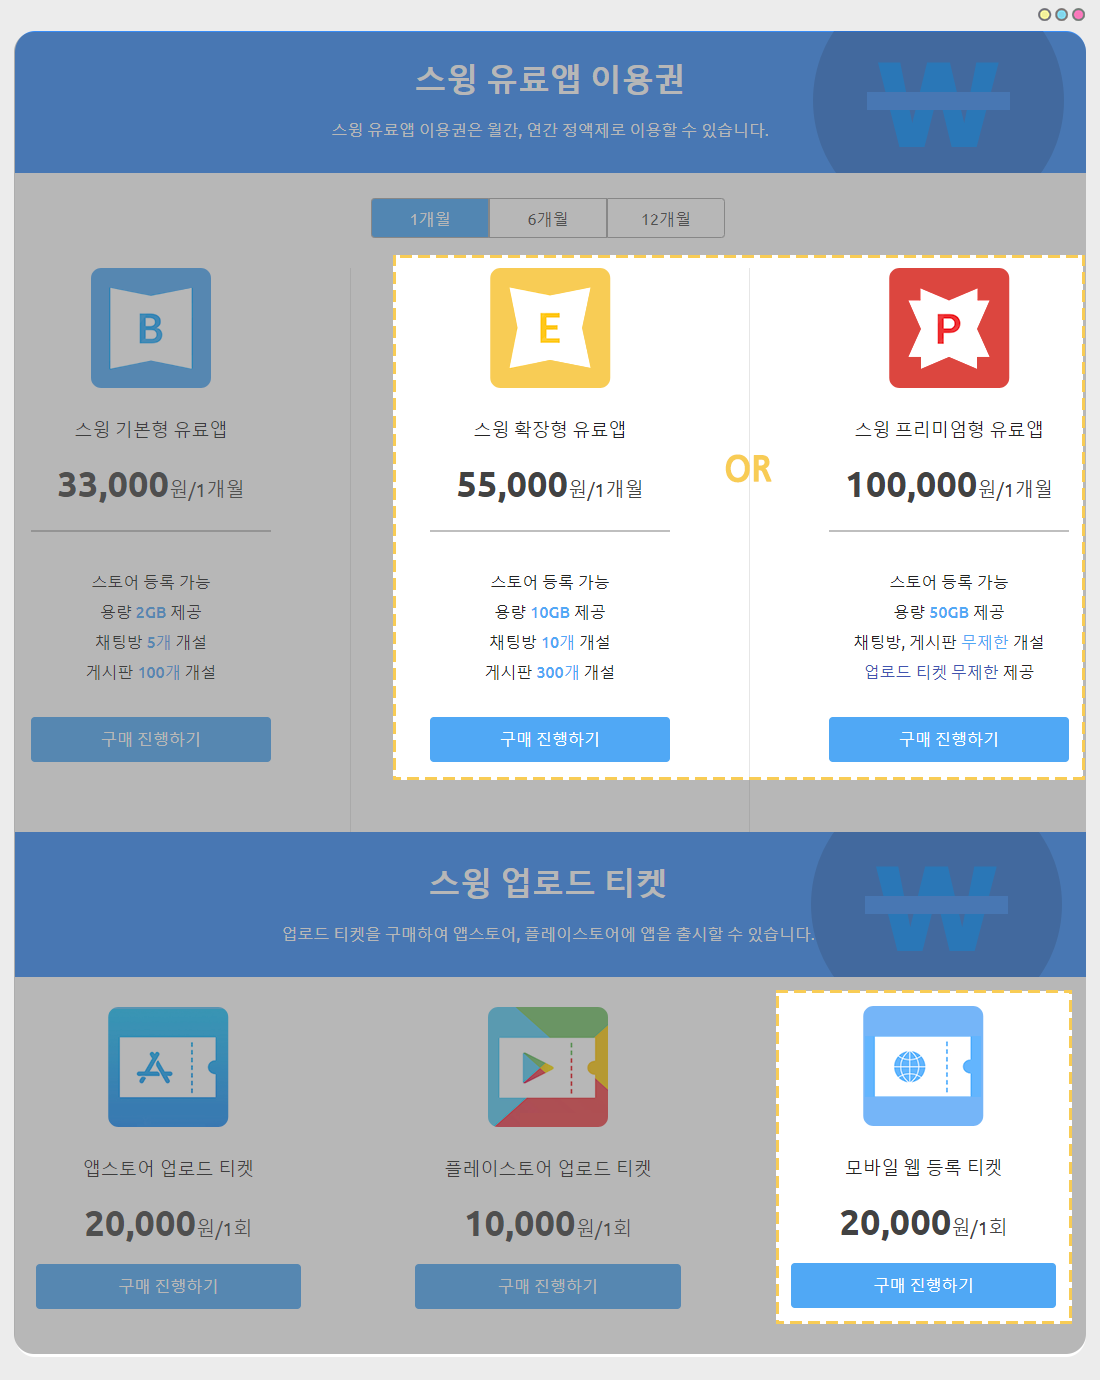 스윙 유료앱 이용권
스윙 유료앱 이용권은 월간, 연간 정액제로 이용할 수 있습니다.
1개월
6개월
12개월
B
스윙 기본형 유료앱
33,000원/1개월
스토어 등록 가능
용량 2GB 제공
채팅방 5개 개설
게시판 100개 개설
구매 진행하기
E
스윙 확장형 유료앱
55,000원/1개월
스토어 등록 가능
용량 10GB 제공
채팅방 10개 개설
게시판 300개 개설
구매 진행하기
OR
P
스윙 프리미엄형 유료앱
100,000원/1개월
스토어 등록 가능
용량 50GB 제공
채팅방, 게시판 무제한 개설
업로드 티켓 무제한 제공
구매 진행하기
스윙 업로드 티켓
업로드 티켓을 구매하여 앱스토어, 플레이스토어에 앱을 출시할 수 있습니다.
앱스토어 업로드 티켓
20,000원/1회
구매 진행하기
플레이스토어 업로드 티켓
10,000원/1회
구매 진행하기
모바일 웹 등록 티켓
20,000원/1회
구매 진행하기